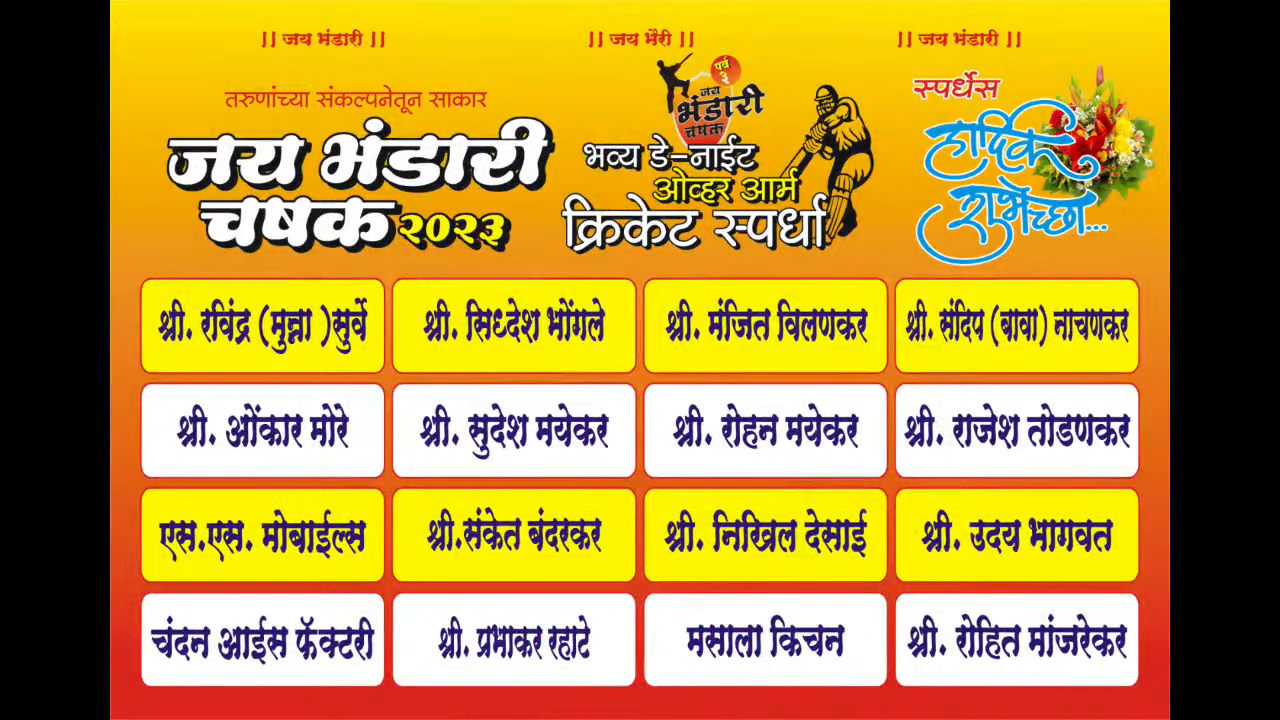 || जय भंडारी ||
|| जय भैरी ||
|| जय भंडारी ||
तरुणांच्या संकल्पनेतून साकार
जय भंडारी
चषक २०२३
पर्व ३
जय
भंडारी
चषक
भव्य डे-नाईट
ओव्हर आर्म
क्रिकेट स्पर्धा
स्पर्धेस
हार्दिक
शुभेच्छा...
श्री. रविंद्र (मुन्ना )सुर्वे
श्री. सिध्देश भोंगले
श्री. मंजित विलणकर
श्री. संदिप (बावा) नाचणकर
श्री. ओंकार मोरे
श्री. सुदेश मयेकर
श्री. रोहन मयेकर
श्री. राजेश तोडणकर
एस.एस. मोबाईल्स
श्री.संकेत बंदरकर
श्री. निखिल देसाई
श्री. उदय भागवत
चंदन आईस फॅक्टरी
श्री. प्रभाकर रहाटे
मसाला किचन
श्री. रोहित मांजरेकर